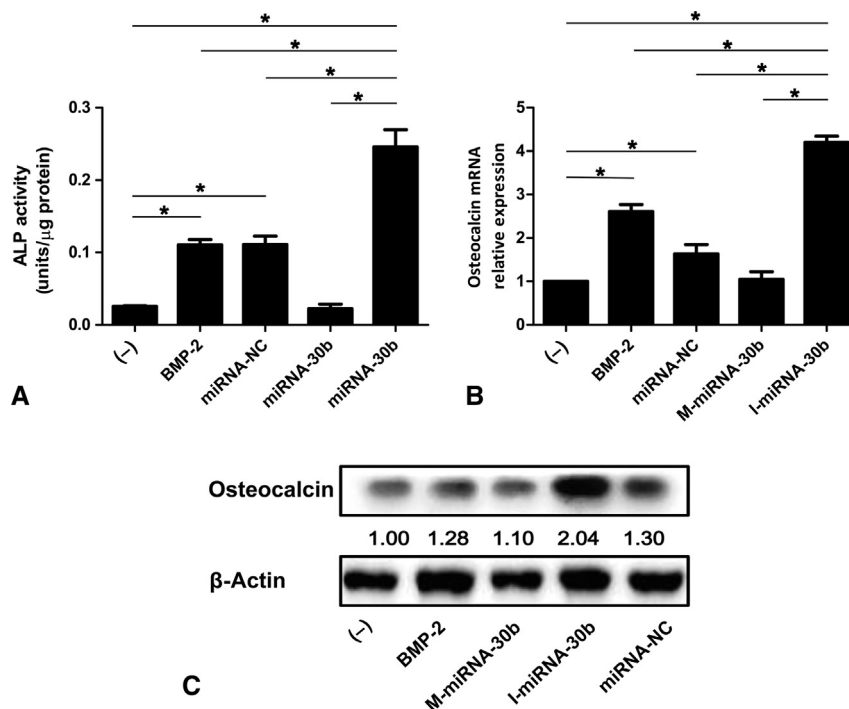 *
*
*
*
*
*
ALP activity
(units/μg protein)
0.3
0.2
0.1
0.0
(–)
BMP-2
miRNA-NC
miRNA-30b
miRNA-30b
A
*
*
*
*
*
*
Osteocalcin mRNA
relative expression
5
4
3
2
1
0
(–)
BMP-2
miRNA-NC
M-miRNA-30b
I-miRNA-30b
B
Osteocalcin
1.00 1.28 1.10 2.04 1.30
β-Actin
(–)
BMP-2
M-miRNA-30b
I-miRNA-30b
miRNA-NC
C